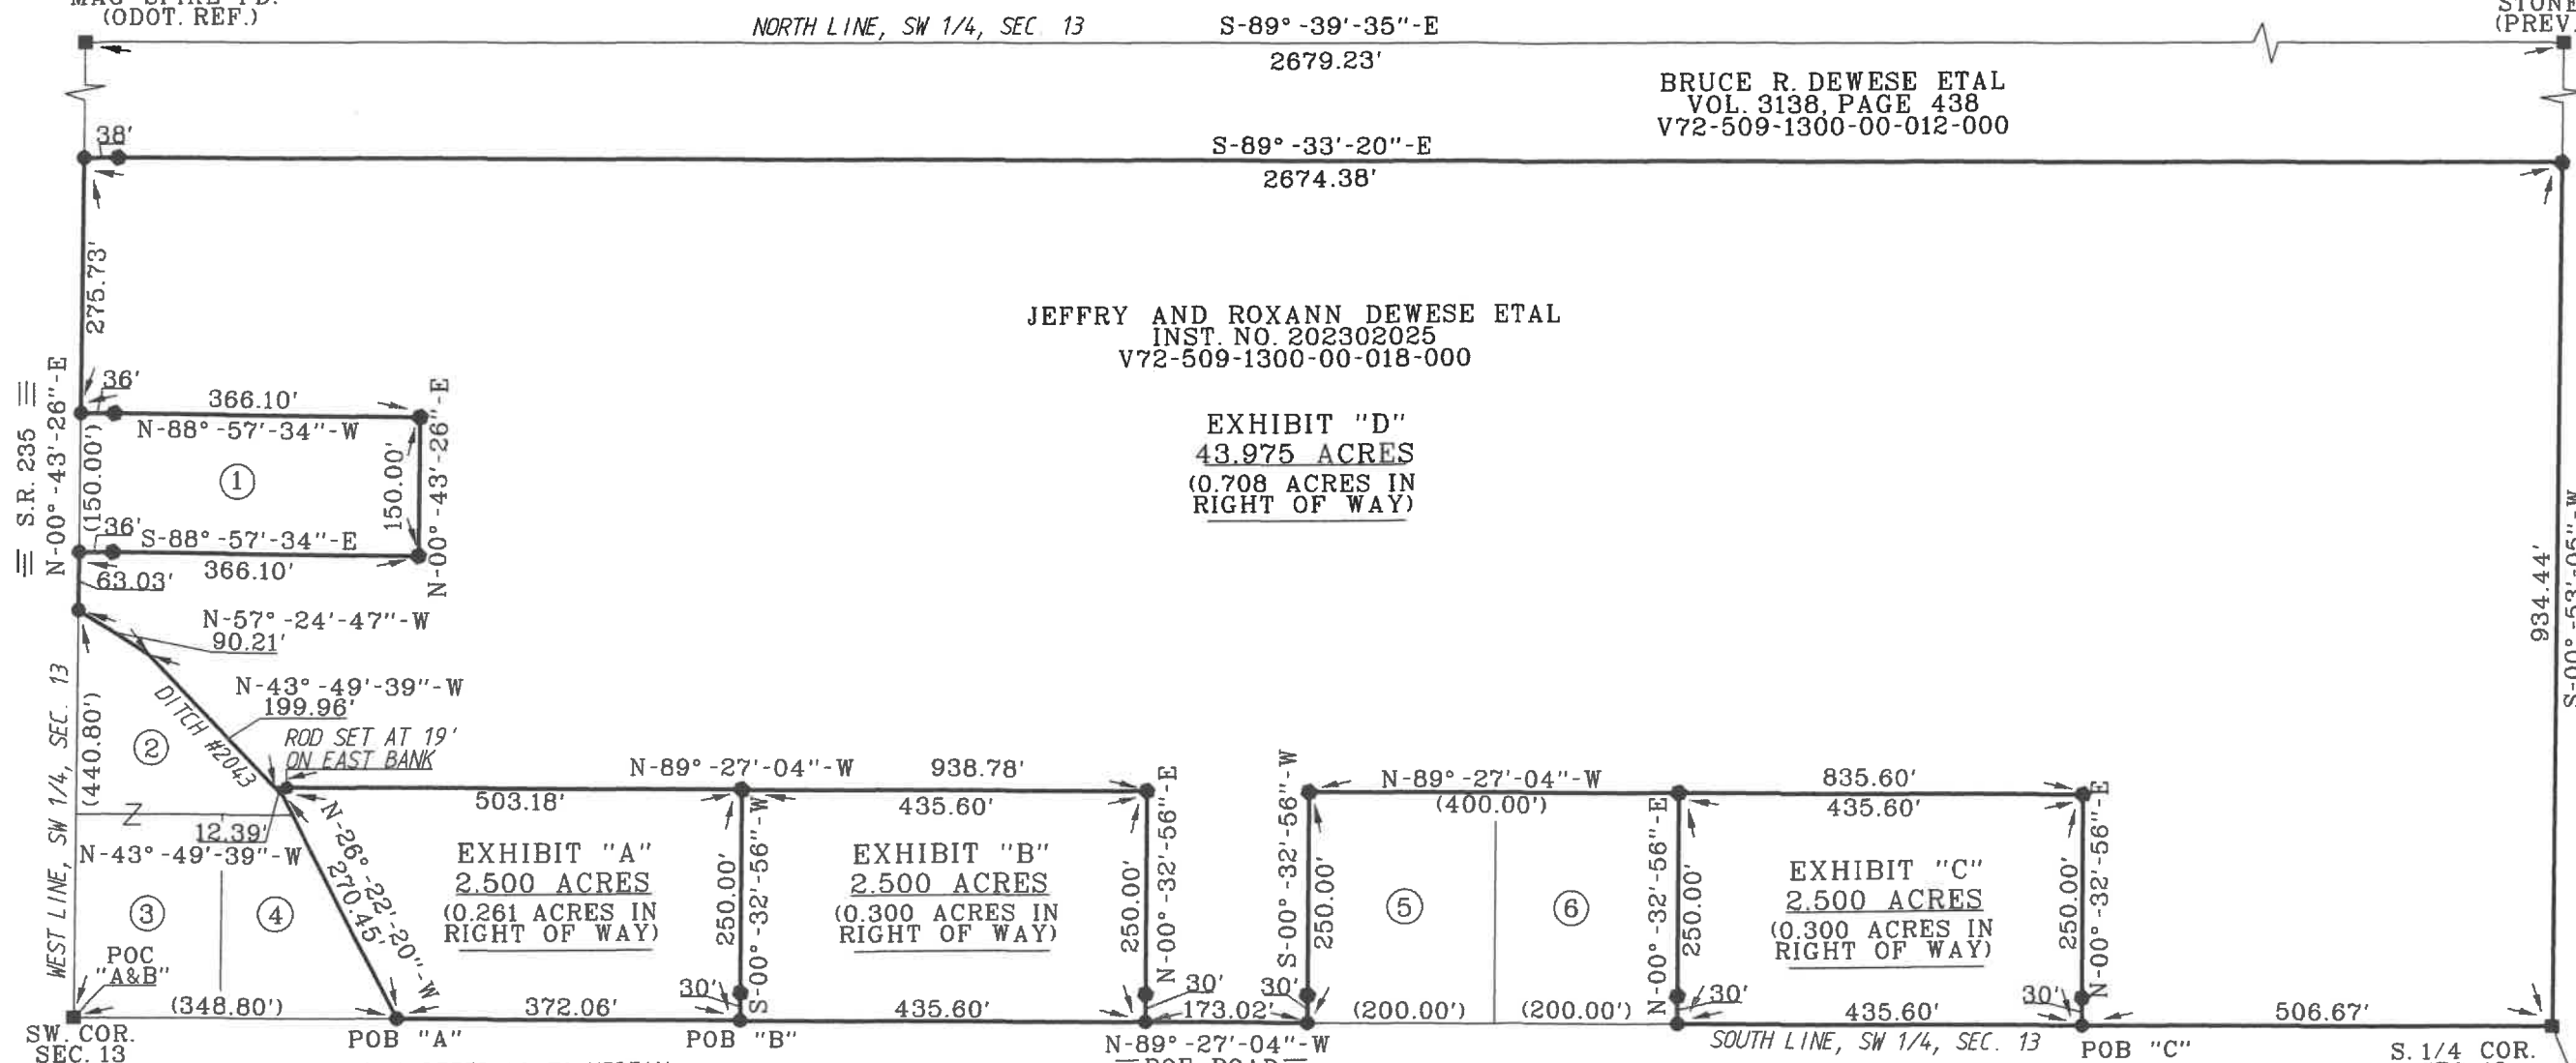 MAG SPIKE FD.
(ODOT. REF.)
NORTH LINE, SW 1/4, SEC. 13
S-89°-39'-35"-E
2679.23'
STONE
(PREV.
BRUCE R. DEWESE ETAL
VOL. 3138, PAGE 438
V72-509-1300-00-012-000
38'
S-89°-33'-20"-E
2674.38'
275.73'
JEFFRY AND ROXANN DEWESE ETAL
INST. NO. 202302025
V72-509-1300-00-018-000
EXHIBIT "D"
43.975 ACRES
(0.708 ACRES IN
RIGHT OF WAY)
S.R. 235
N-00°-43'-26"-E
36'
366.10'
N-88°-57'-34"-W
(150.00')
1
150.00'
N-00°-43'-26"-E
36'
S-88°-57'-34"-E
366.10'
63.03'
N-57°-24'-47"-W
90.21'
934.44'
S-00°-53'-05"-W
WEST LINE, SW 1/4, SEC. 13
(440.80')
2
DITCH #2043
N-43°-49'-39"-W
199.96'
ROD SET AT 19'
ON EAST BANK
N-89°-27'-04"-W
938.78'
503.18'
435.60'
N-89°-27'-04"-W
835.60'
(400.00')
435.60'
Z
12.39'
N-43°-49'-39"-W
3
4
N-26°-22'-20"-W
270.45'
EXHIBIT "A"
2.500 ACRES
(0.261 ACRES IN
RIGHT OF WAY)
250.00'
S-00°-32'-56"-W
EXHIBIT "B"
2.500 ACRES
(0.300 ACRES IN
RIGHT OF WAY)
250.00'
N-00°-32'-56"-E
S-00°-32'-56"-W
250.00'
5
6
N-00°-32'-56"-E
250.00'
EXHIBIT "C"
2.500 ACRES
(0.300 ACRES IN
RIGHT OF WAY)
250.00'
N-00°-32'-56"-E
POC
"A&B"
(348.80')
372.06'
30'
435.60'
30'
173.02'
30'
(200.00')
(200.00')
30'
435.60'
30'
506.67'
SW. COR.
SEC. 13
POB "A"
POB "B"
N-89°-27'-04"-W
POE ROAD
SOUTH LINE, SW 1/4, SEC. 13
POB "C"
S. 1/4 COR.